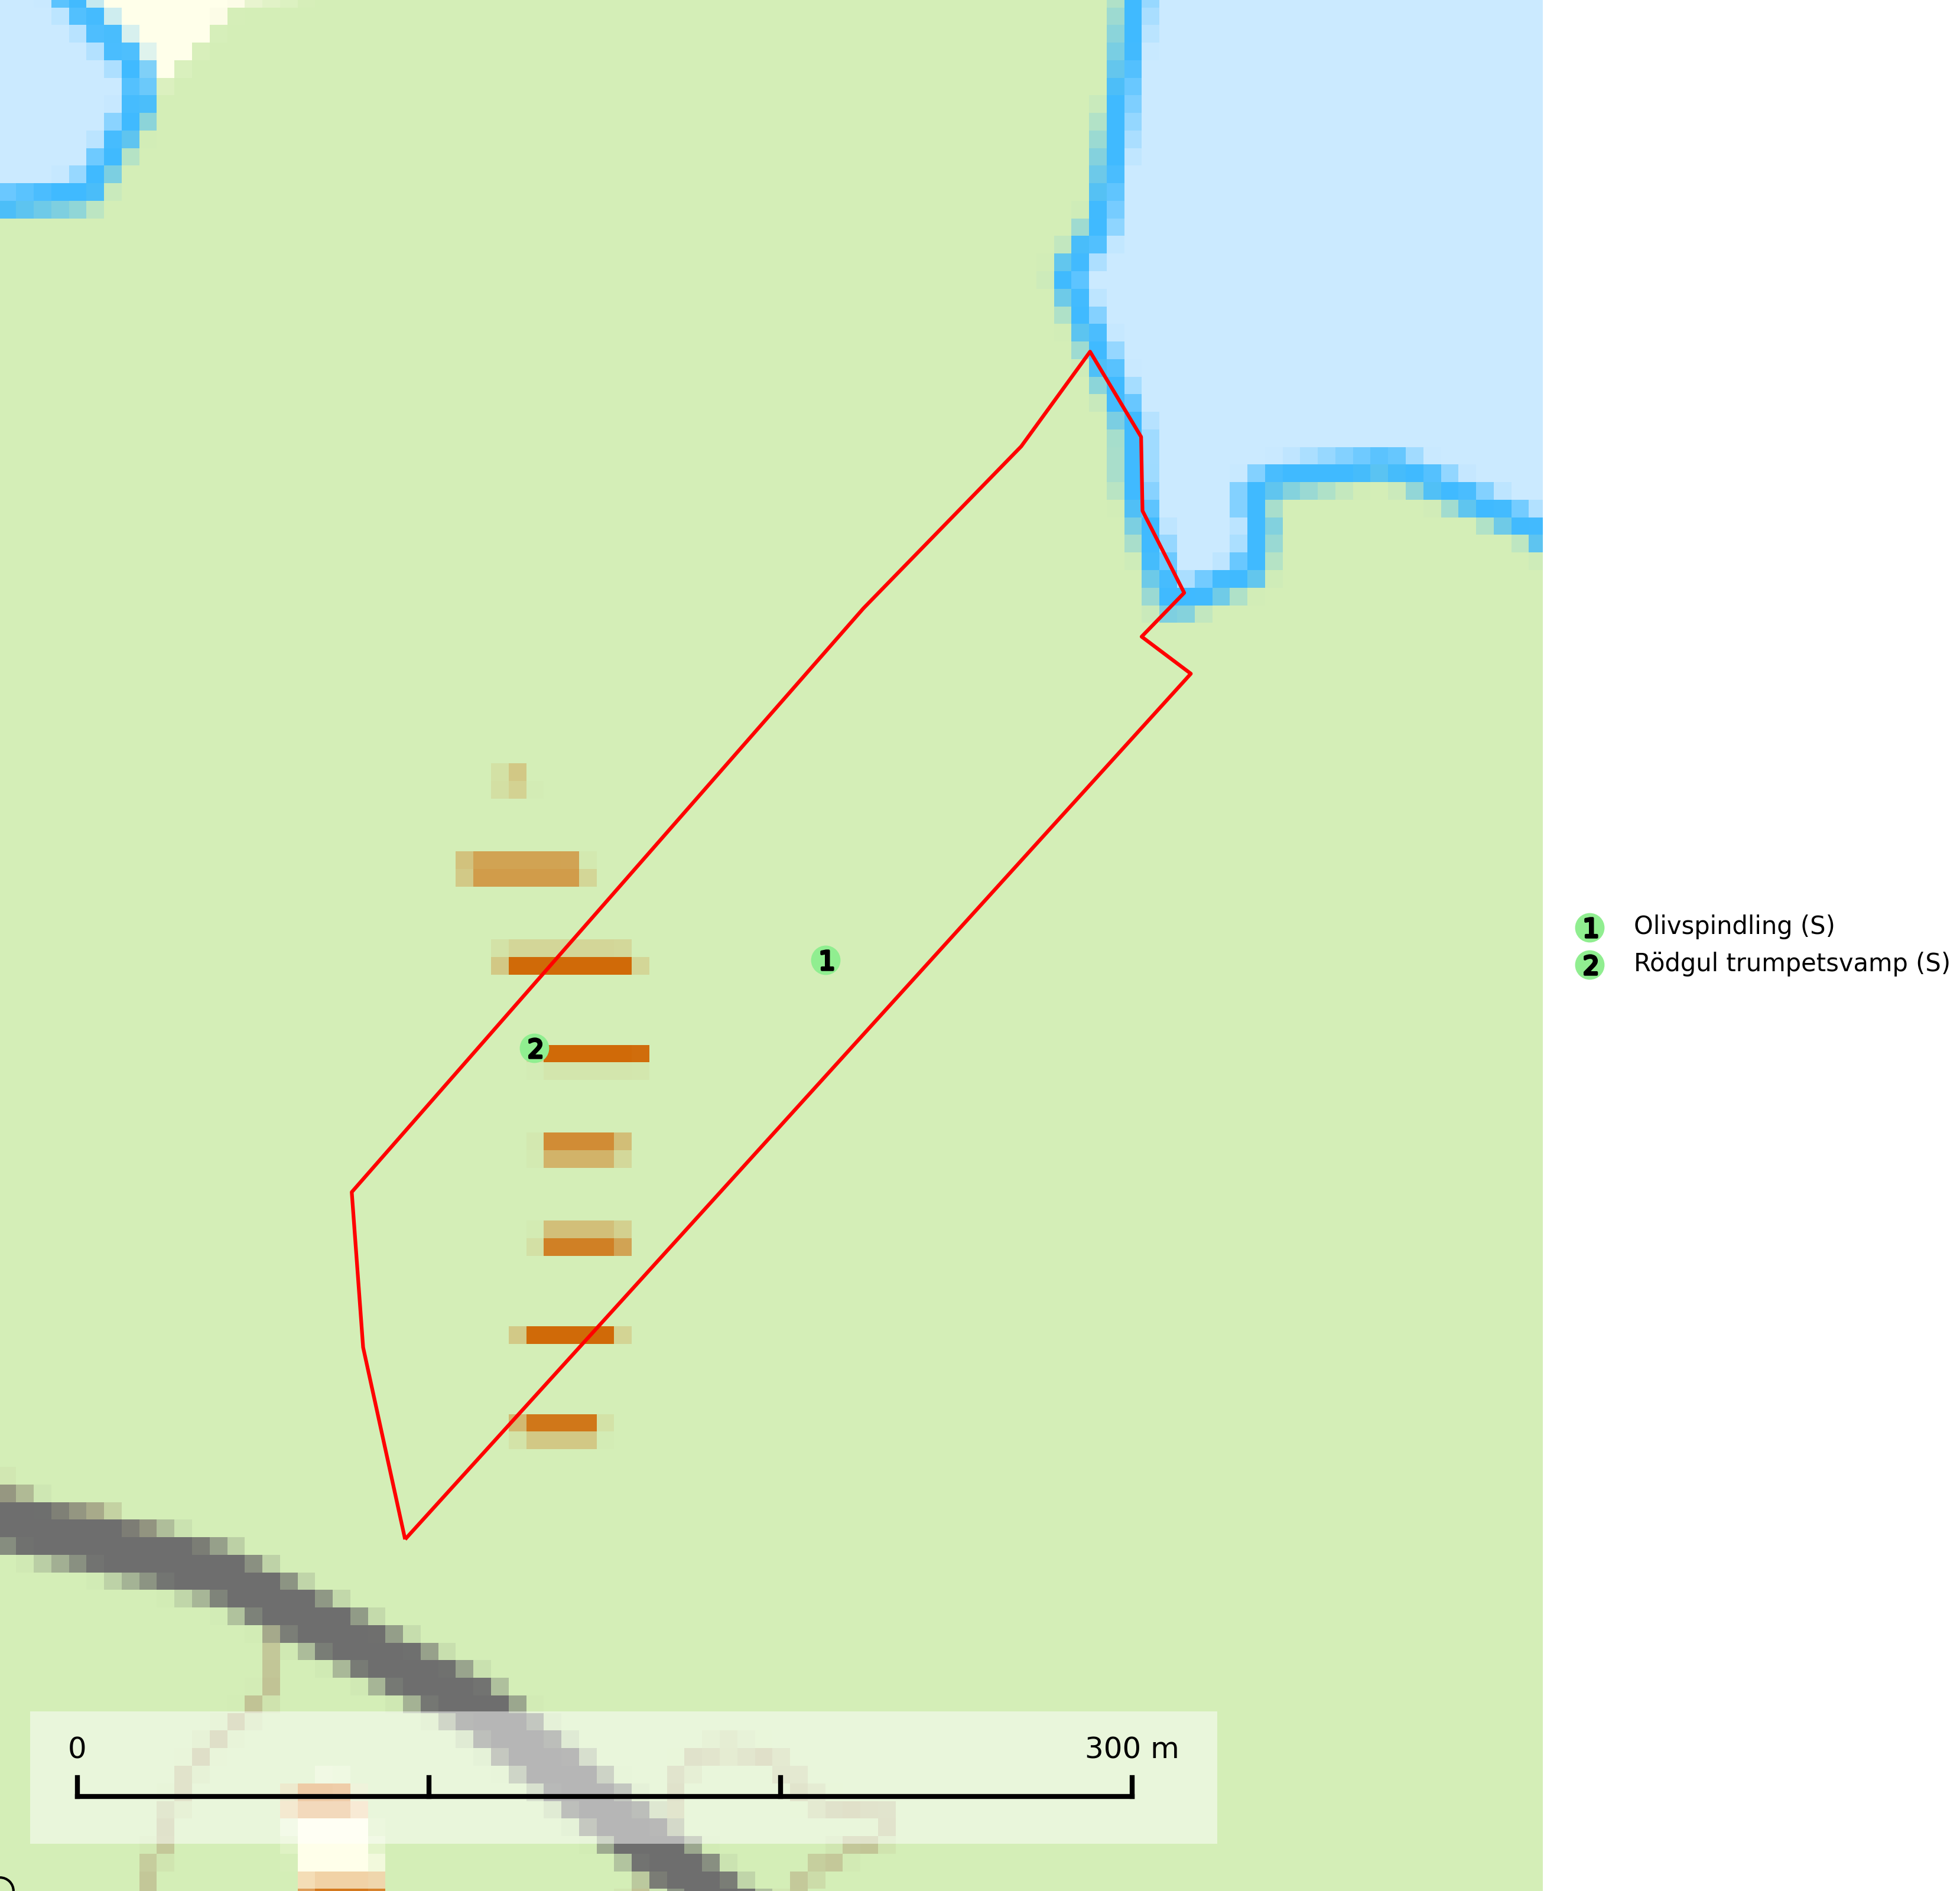 1
2
1 Olivspindling (S)
2 Rödgul trumpetsvamp (S)
0 300 m